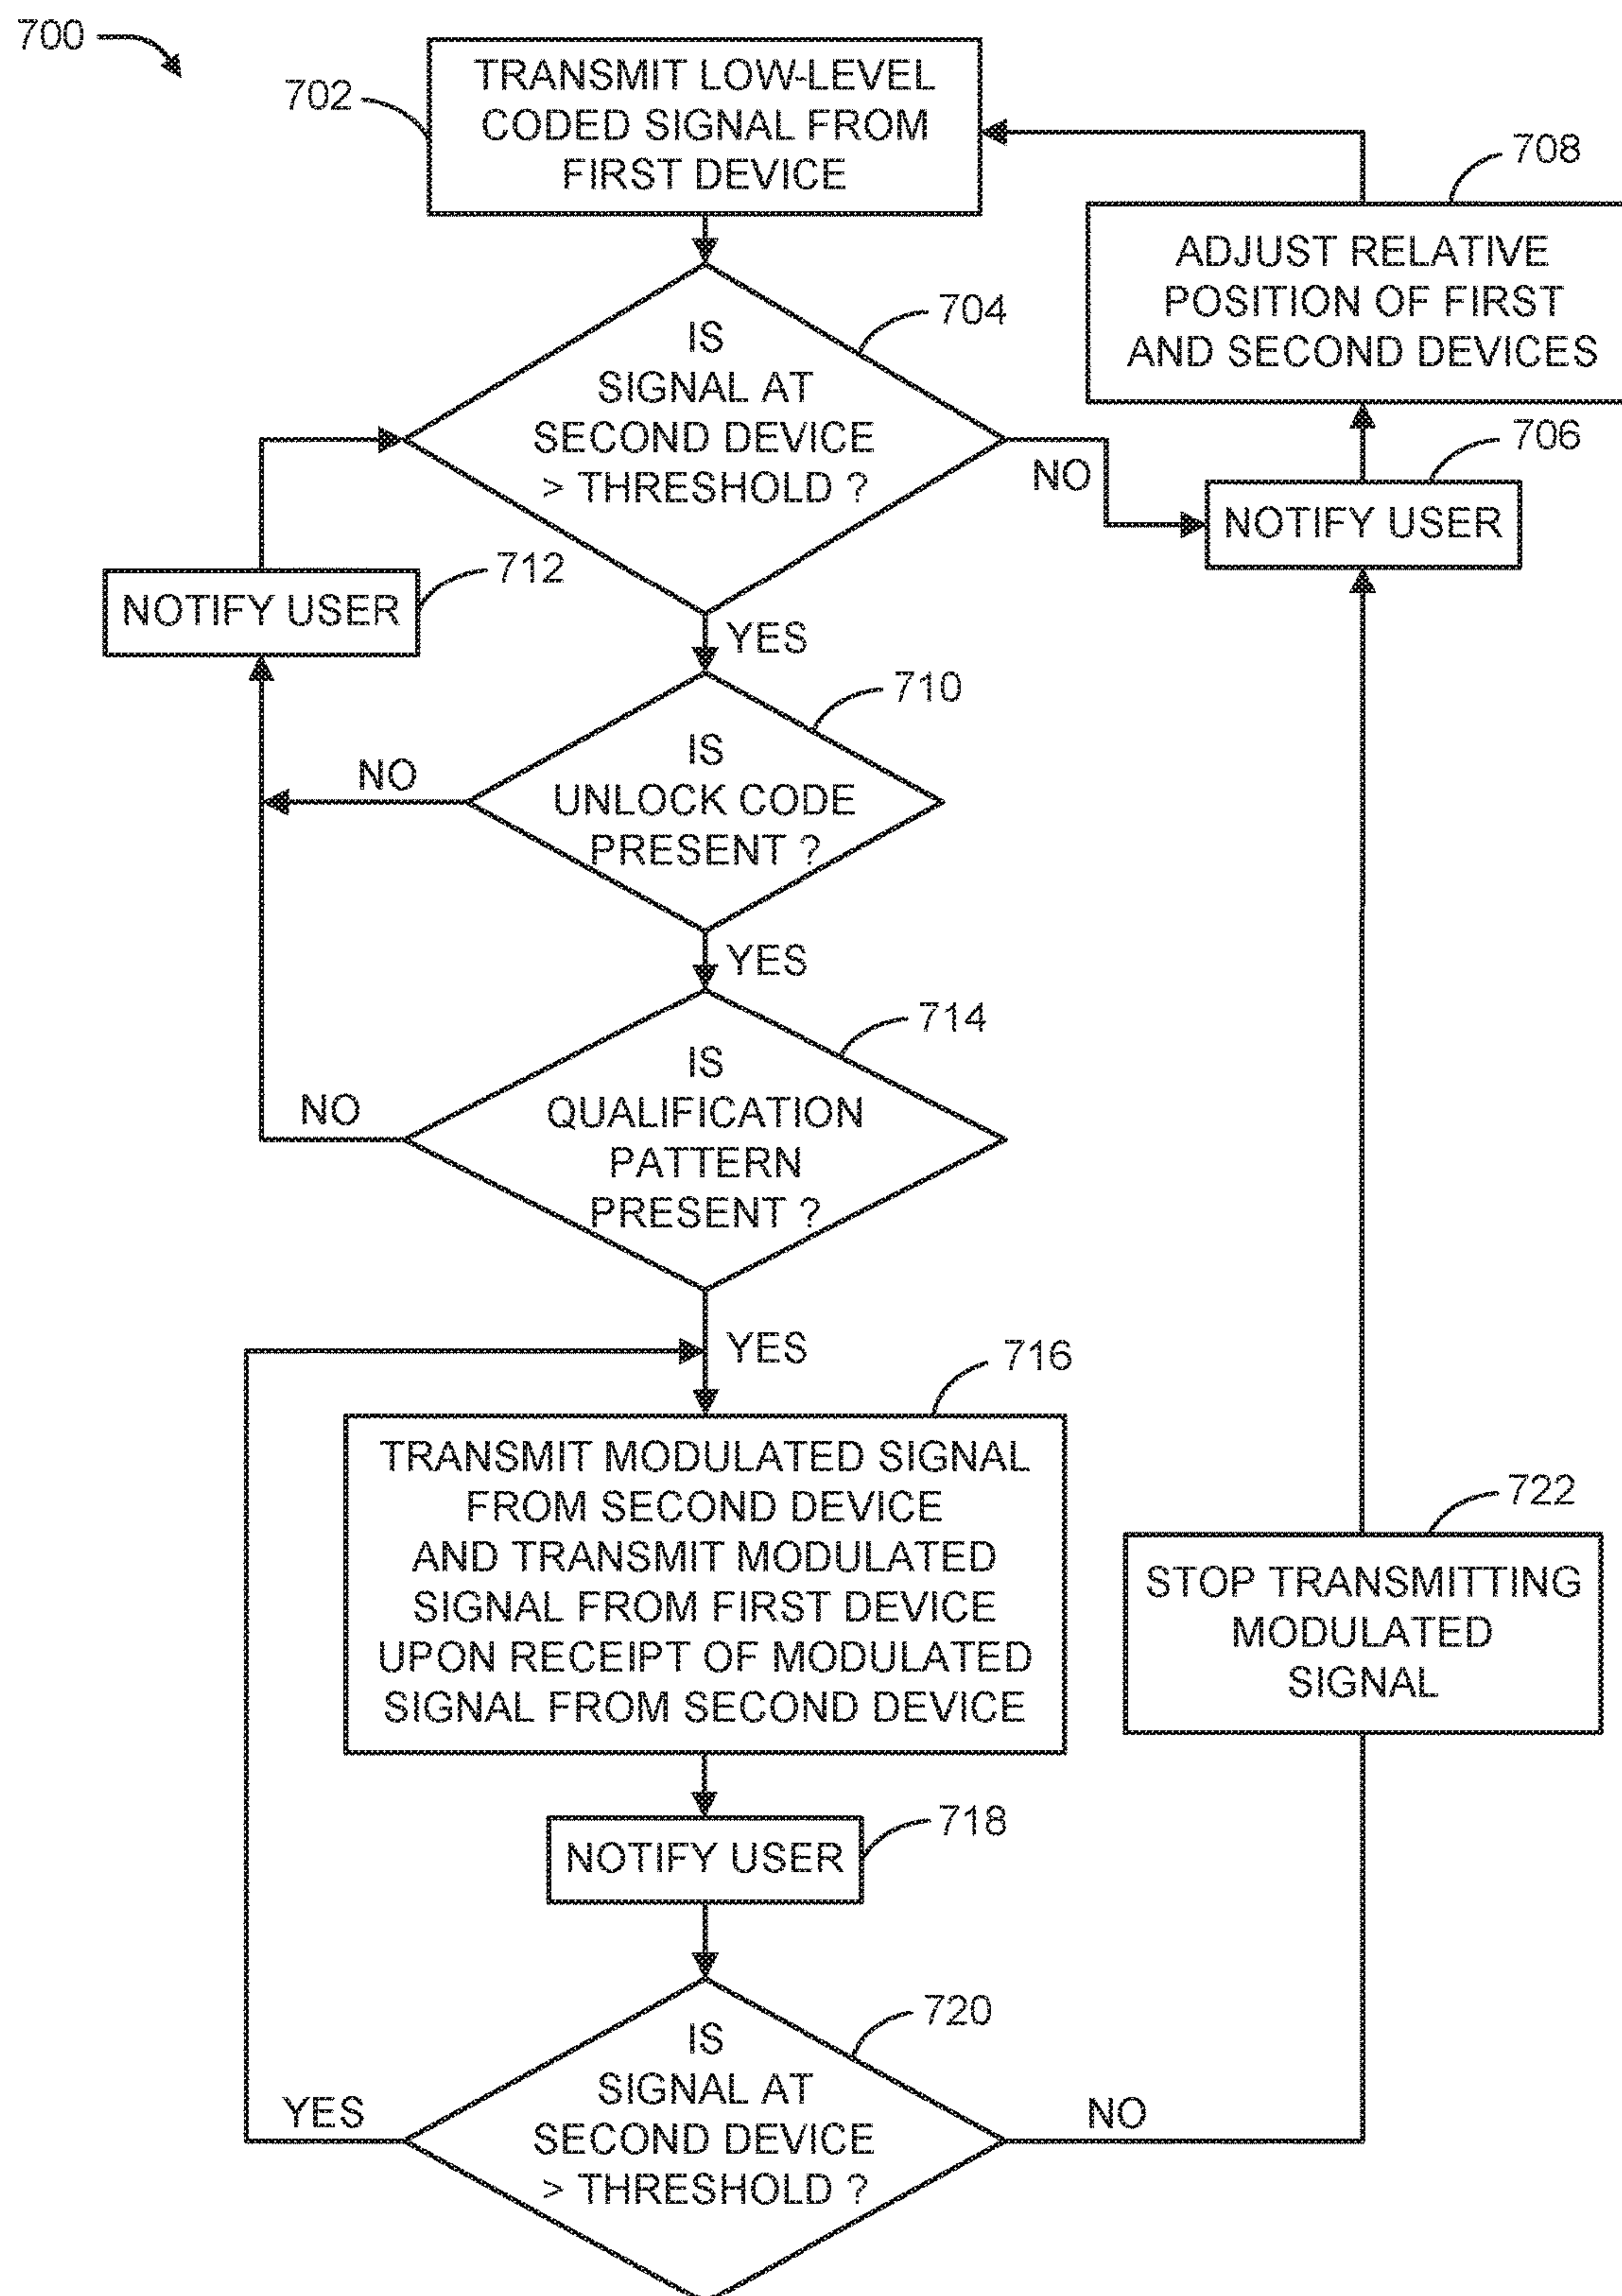 700
702
TRANSMIT LOW-LEVEL
CODED SIGNAL FROM
FIRST DEVICE
708
ADJUST RELATIVE
POSITION OF FIRST
AND SECOND DEVICES
704
IS
SIGNAL AT
SECOND DEVICE
> THRESHOLD ?
NO
706
NOTIFY USER
712
NOTIFY USER
YES
710
IS
UNLOCK CODE
PRESENT ?
NO
YES
714
IS
QUALIFICATION
PATTERN
PRESENT ?
NO
YES
716
TRANSMIT MODULATED SIGNAL
FROM SECOND DEVICE
AND TRANSMIT MODULATED
SIGNAL FROM FIRST DEVICE
UPON RECEIPT OF MODULATED
SIGNAL FROM SECOND DEVICE
722
STOP TRANSMITTING
MODULATED
SIGNAL
718
NOTIFY USER
720
IS
SIGNAL AT
SECOND DEVICE
> THRESHOLD ?
YES
NO